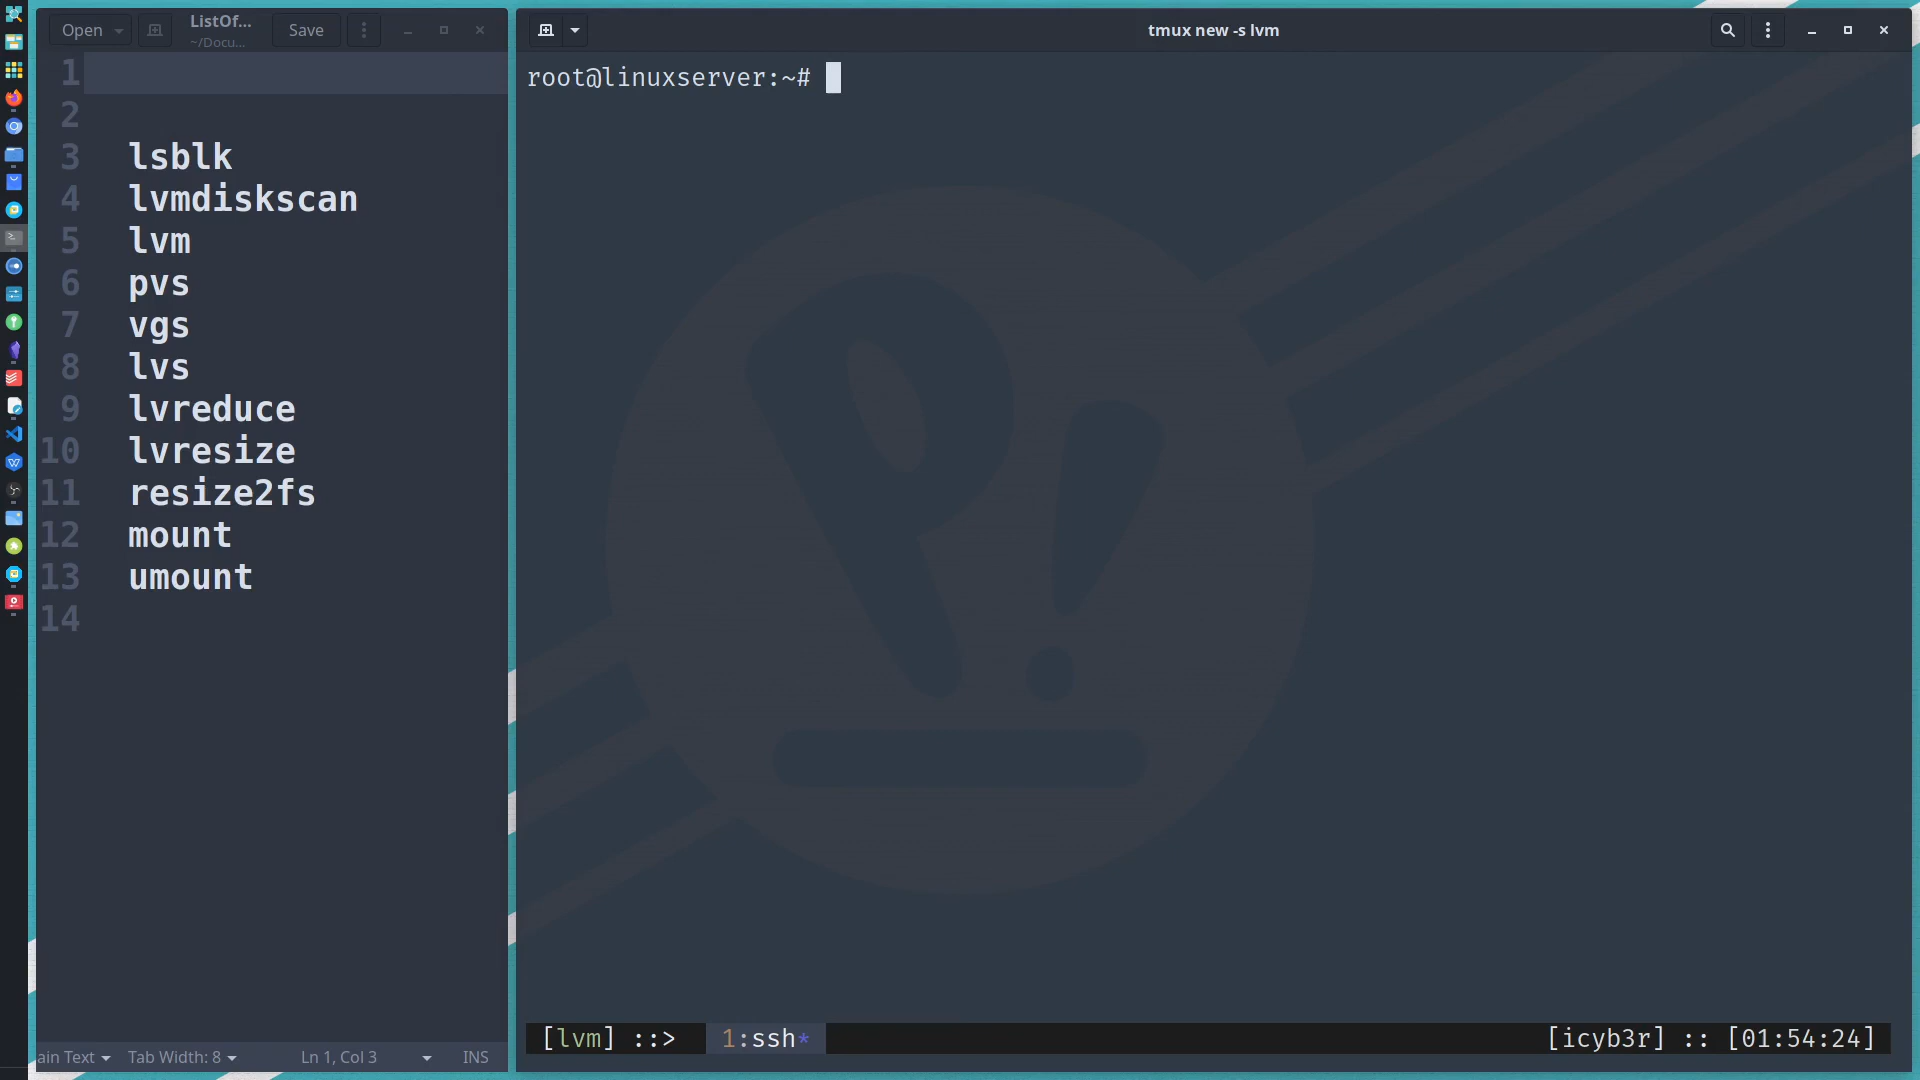 Open
ListOf...
~/Docu...
Save
1
2
3 lsblk
4 lvmdiskscan
5 lvm
6 pvs
7 vgs
8 lvs
9 lvreduce
10 lvresize
11 resize2fs
12 mount
13 umount
14
ain Text
Tab Width: 8
Ln 1, Col 3
INS
tmux new -s lvm
root@linuxserver:~#
[lvm] ::> 1:ssh* [icyb3r] :: [01:54:24]